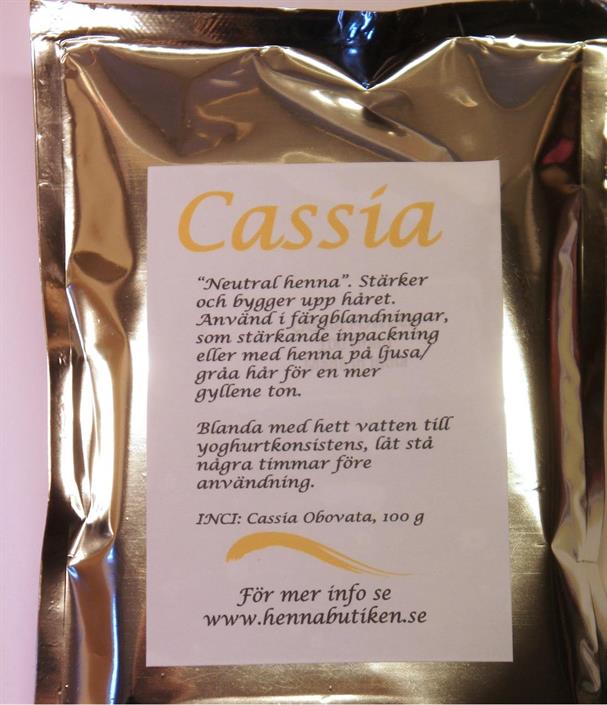 Cassia
“Neutral henna”. Stärker
och bygger upp håret.
Använd i färgblandningar,
som stärkande inpackning
eller med henna på ljusa/
gråa hår för en mer
gyllene ton.
Blanda med hett vatten till
yoghurtkonsistens, låt stå
några timmar före
användning.
INCI: Cassia Obovata, 100 g
För mer info se
www.hennabutiken.se